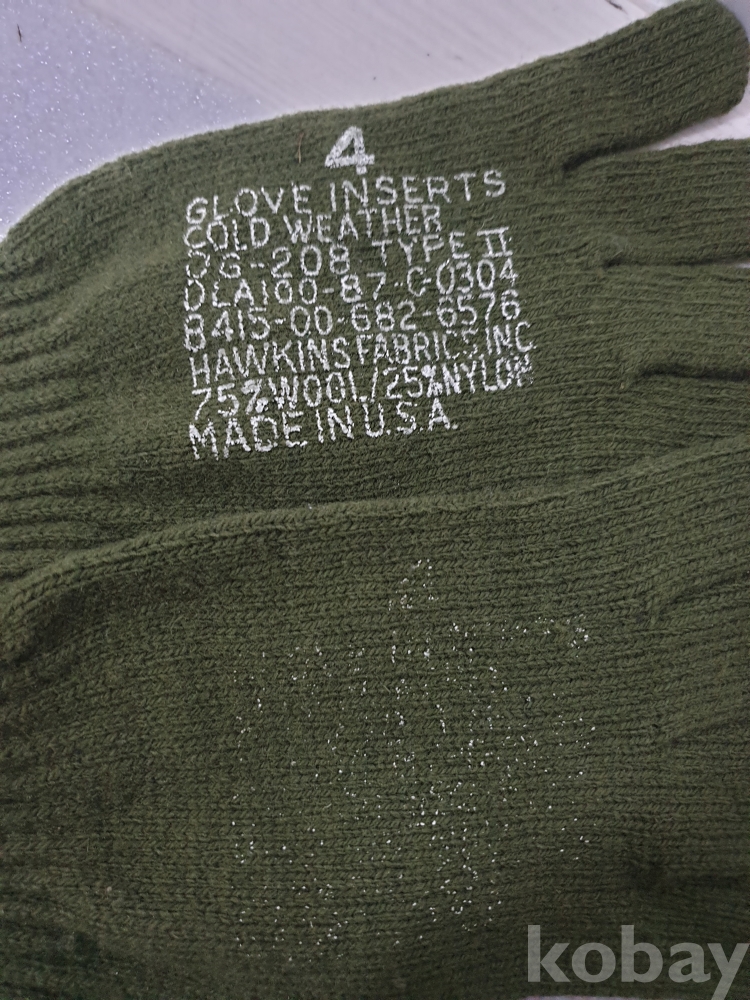 4
GLOVE INSERTS
COLD WEATHER
OG-208 TYPE II
DLA100-87-C-0304
8415-00-682-6576
HAWKINS FABRICS, INC
75% WOOL/25% NYLON
MADE IN U.S.A.
kobay